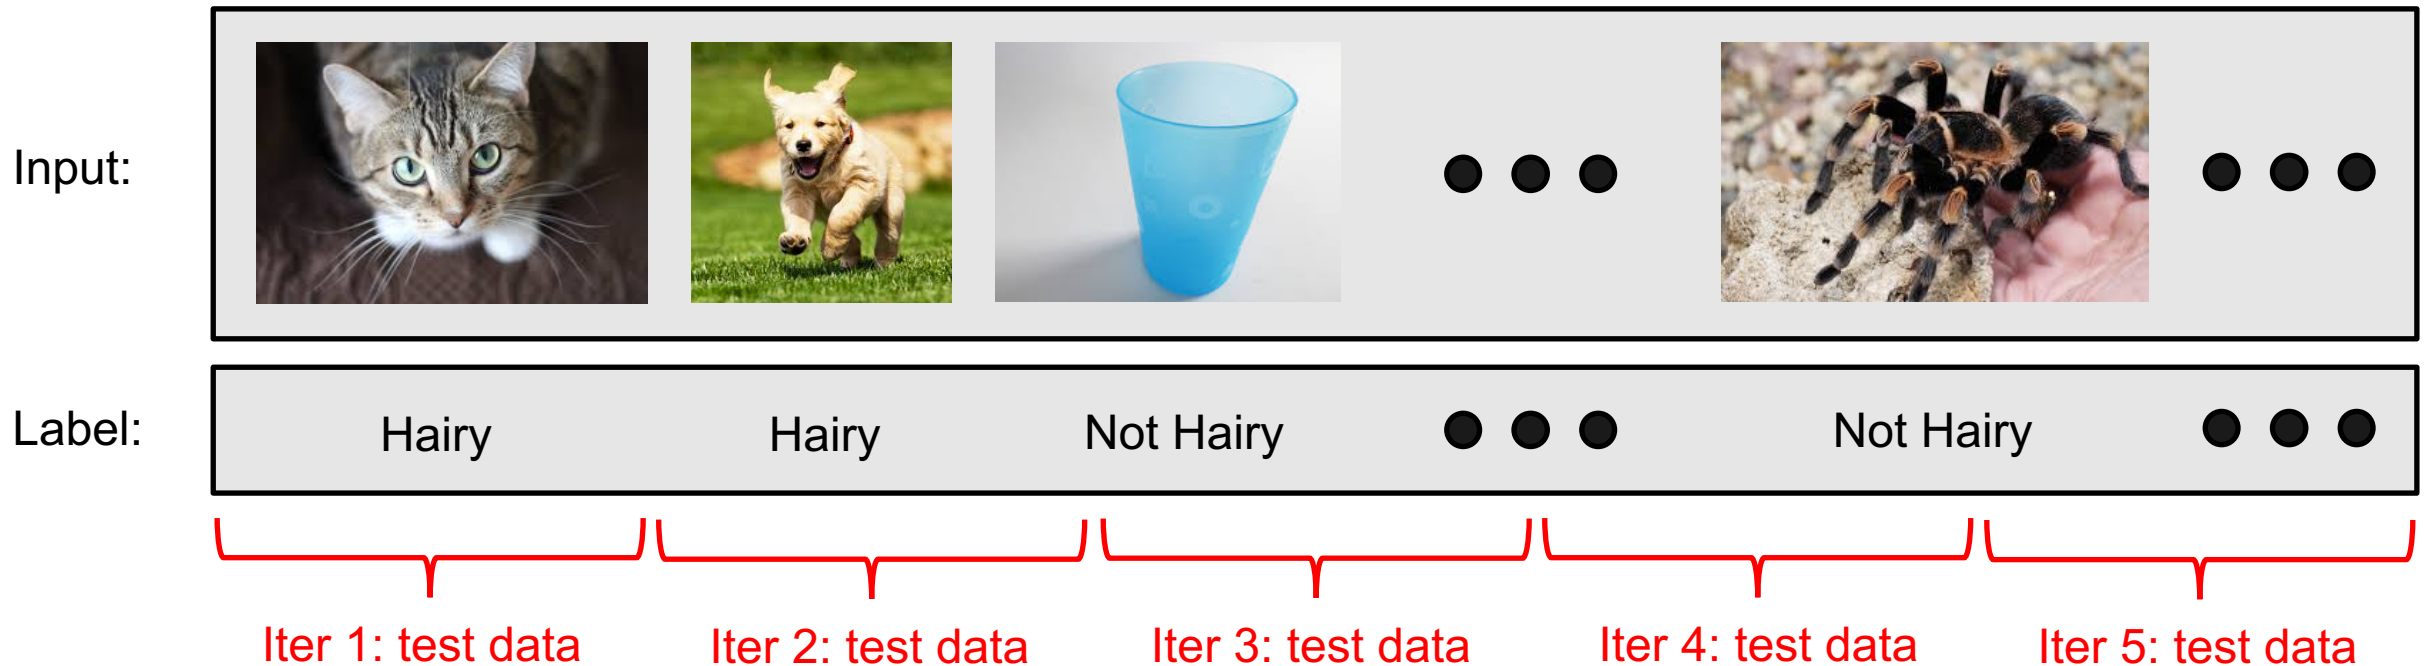 Input:
Label:
Hairy
Hairy
Not Hairy
Not Hairy
Iter 1: test data
Iter 2: test data
Iter 3: test data
Iter 4: test data
Iter 5: test data